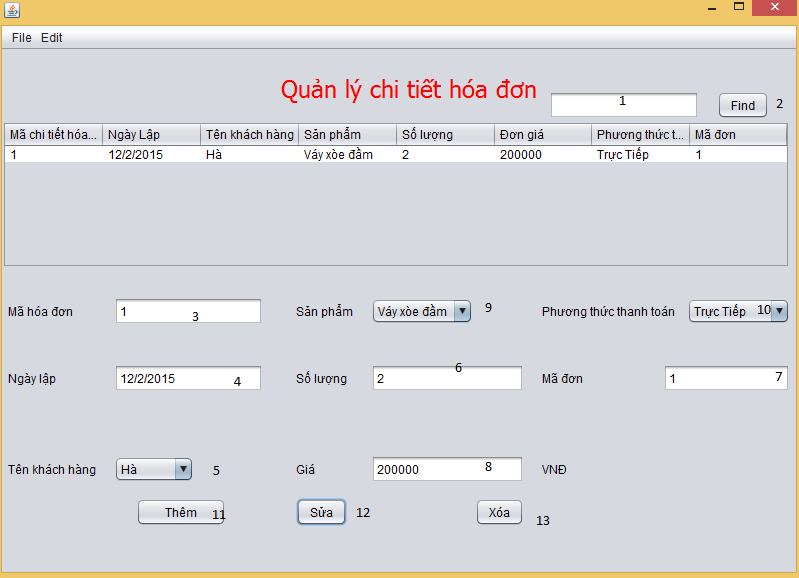 File Edit
Quản lý chi tiết hóa đơn
1 Find 2
Mã chi tiết hóa... Ngày Lập Tên khách hàng Sản phẩm Số lượng Đơn giá Phương thức t... Mã đơn
1 12/2/2015 Hà Váy xòe đầm 2 200000 Trực Tiếp 1
Mã hóa đơn 1 3 Sản phẩm Váy xòe đầm 9 Phương thức thanh toán Trực Tiếp 10
Ngày lập 12/2/2015 4 Số lượng 2 6 Mã đơn 1 7
Tên khách hàng Hà 5 Giá 200000 8 VNĐ
Thêm 11 Sửa 12 Xóa 13